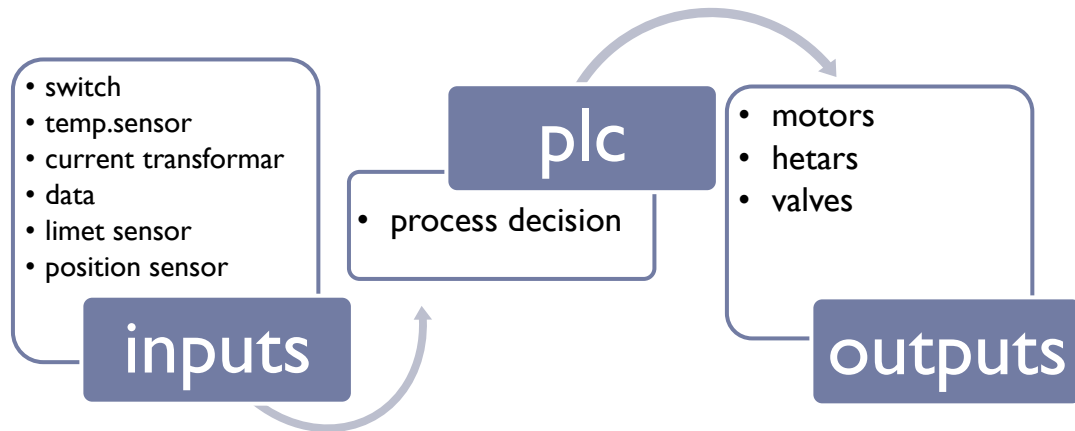 • switch
• temp.sensor
• current transformar
• data
• limet sensor
• position sensor
inputs
plc
• process decision
• motors
• hetars
• valves
outputs